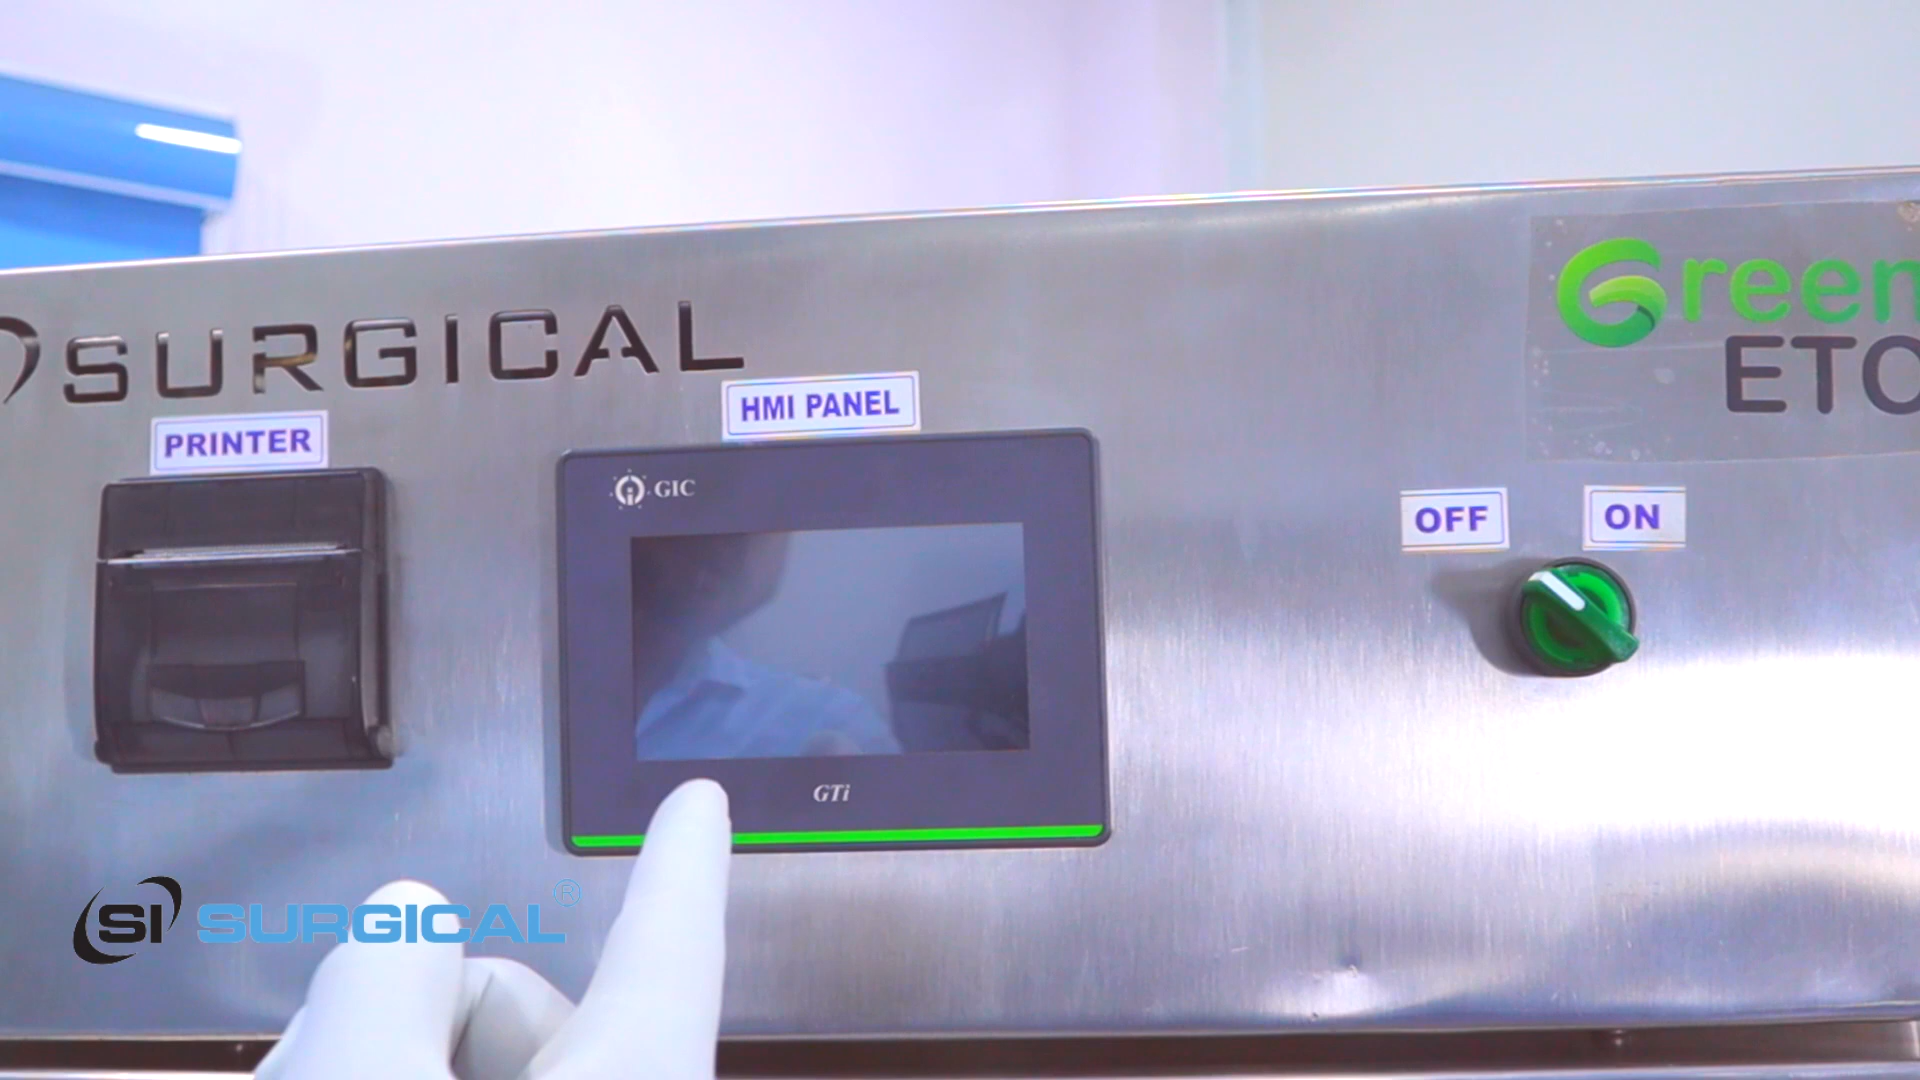 SURGICAL
Green
ETO
HMI PANEL
PRINTER
GIC
OFF
ON
GTi
SI SURGICAL®